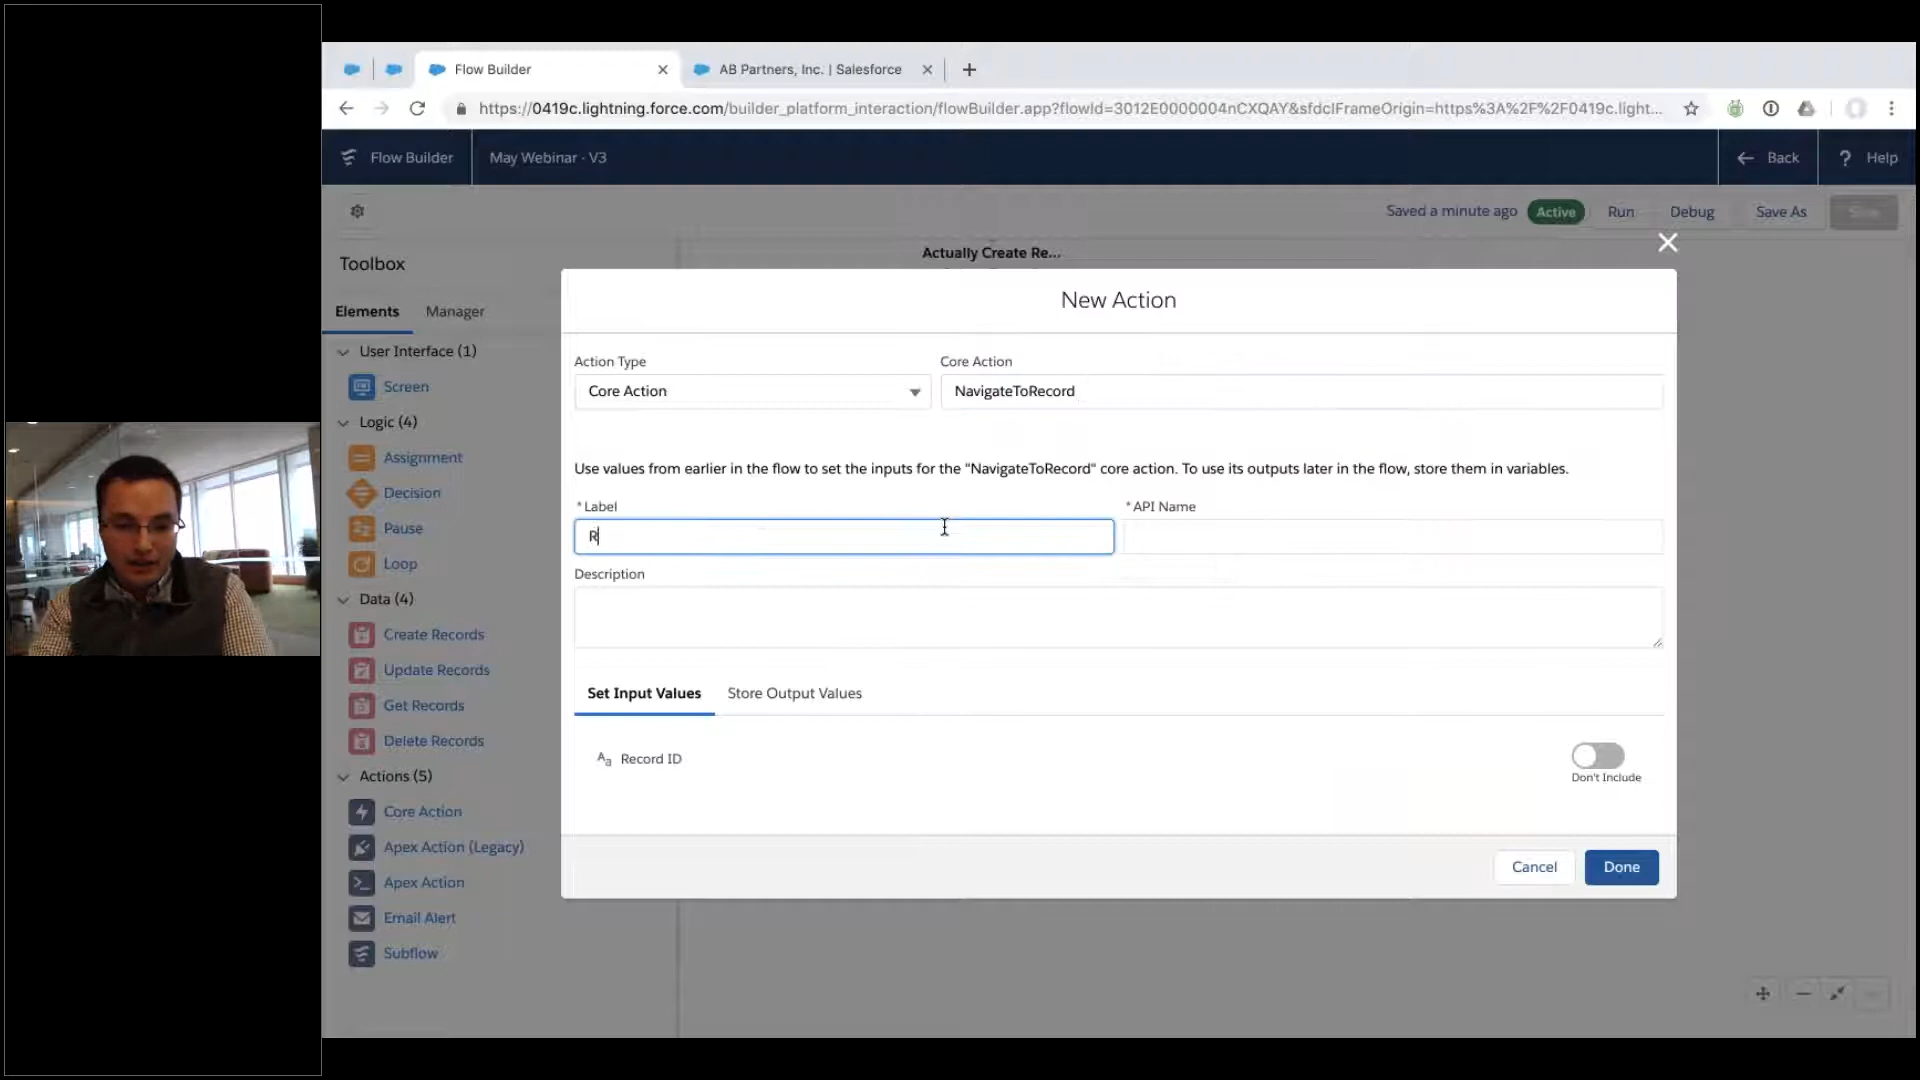 Flow Builder
AB Partners, Inc. | Salesforce
https://0419c.lightning.force.com/builder_platform_interaction/flowBuilder.app?flowId=3012E0000004nCXQAY&sfdcIFrameOrigin=https%3A%2F%2F0419c.light...
Flow Builder
May Webinar - V3
Back
? Help
Saved a minute ago
Active
Run
Debug
Save As
Toolbox
Actually Create Re...
Elements
Manager
User Interface (1)
Screen
Logic (4)
Assignment
Decision
Pause
Loop
Data (4)
Create Records
Update Records
Get Records
Delete Records
Actions (5)
Core Action
Apex Action (Legacy)
Apex Action
Email Alert
Subflow
New Action
Action Type
Core Action
Core Action
NavigateToRecord
Use values from earlier in the flow to set the inputs for the "NavigateToRecord" core action. To use its outputs later in the flow, store them in variables.
* Label
* API Name
R
Description
Set Input Values
Store Output Values
Aa Record ID
Don't Include
Cancel
Done